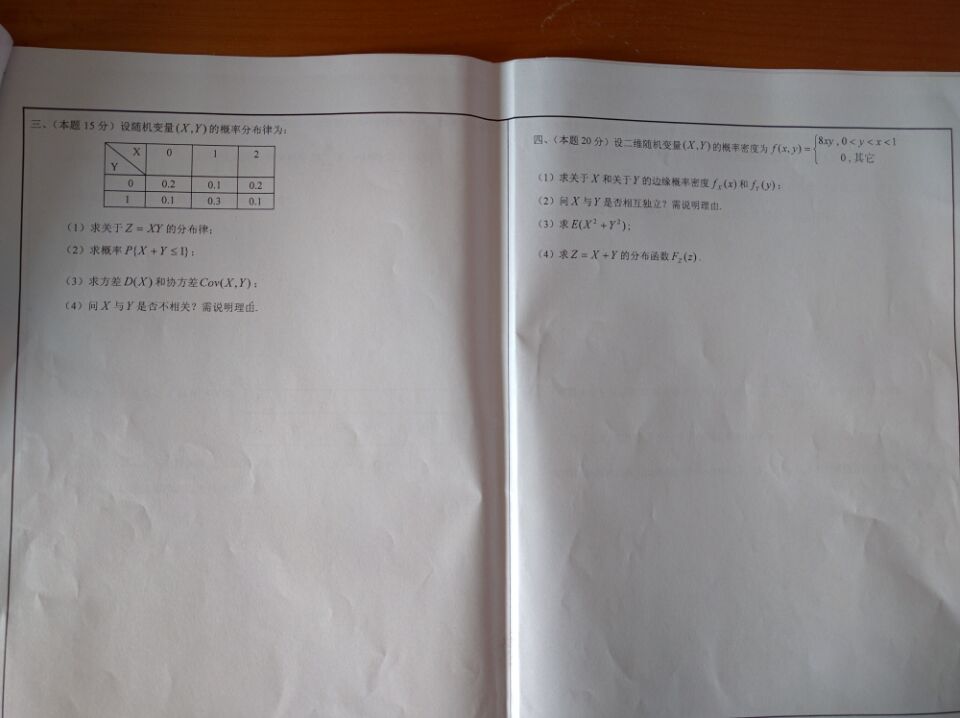 三、（本题 15 分）设随机变量(X,Y)的概率分布律为:
X 0 1 2
Y
0 0.2 0.1 0.2
1 0.1 0.3 0.1
（1）求关于 Z = XY 的分布律;
（2）求概率 P{X + Y ≤ 1};
（3）求方差 D(X) 和协方差 Cov(X,Y);
（4）问 X 与 Y 是否不相关？需说明理由.
四、（本题 20 分）设二维随机变量(X,Y)的概率密度为 f(x,y) = { 8xy , 0 < y < x < 1
0 , 其它
（1）求关于 X 和关于 Y 的边缘概率密度 f_X(x) 和 f_Y(y);
（2）问 X 与 Y 是否相互独立？需说明理由.
（3）求 E(X² + Y²);
（4）求 Z = X + Y 的分布函数 F_Z(z).